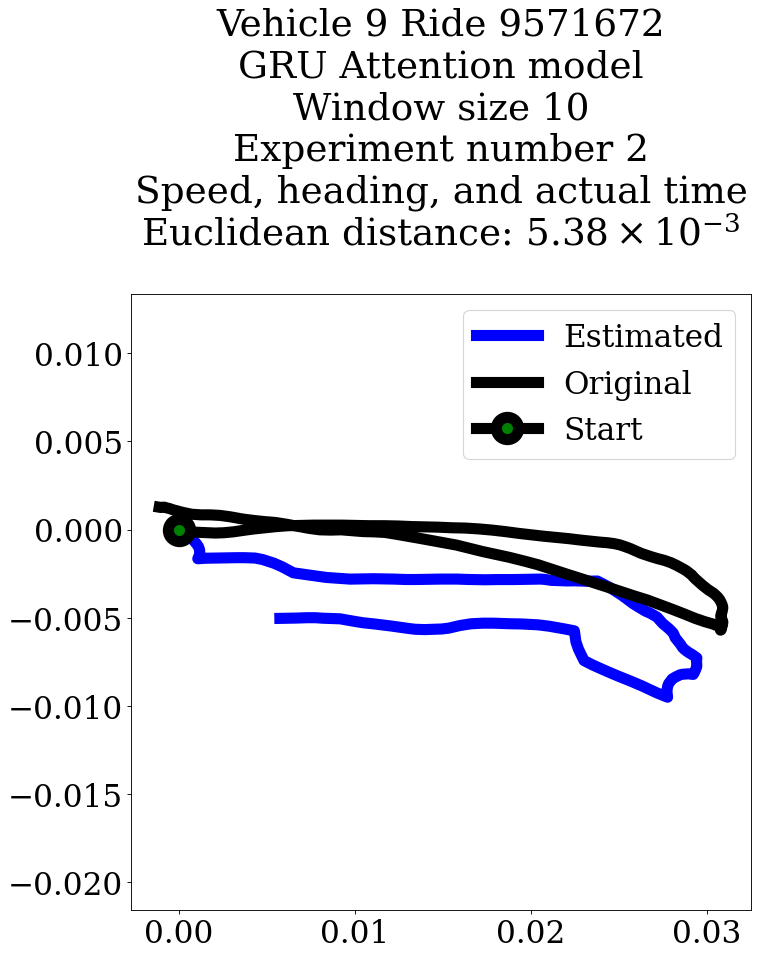 Vehicle 9 Ride 9571672
GRU Attention model
Window size 10
Experiment number 2
Speed, heading, and actual time
Euclidean distance: 5.38 × 10⁻³
Estimated
Original
Start
0.010
0.005
0.000
−0.005
−0.010
−0.015
−0.020
0.00 0.01 0.02 0.03